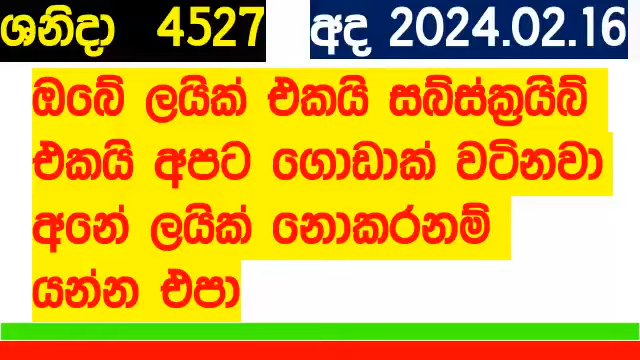 ශනිදා 4527 අද 2024.02.16
ඔබේ ලයික් එකයි සබ්ස්ක්‍රයිබ්
එකයි අපට ගොඩාක් වටිනවා
අනේ ලයික් නොකරනම්
යන්න එපා